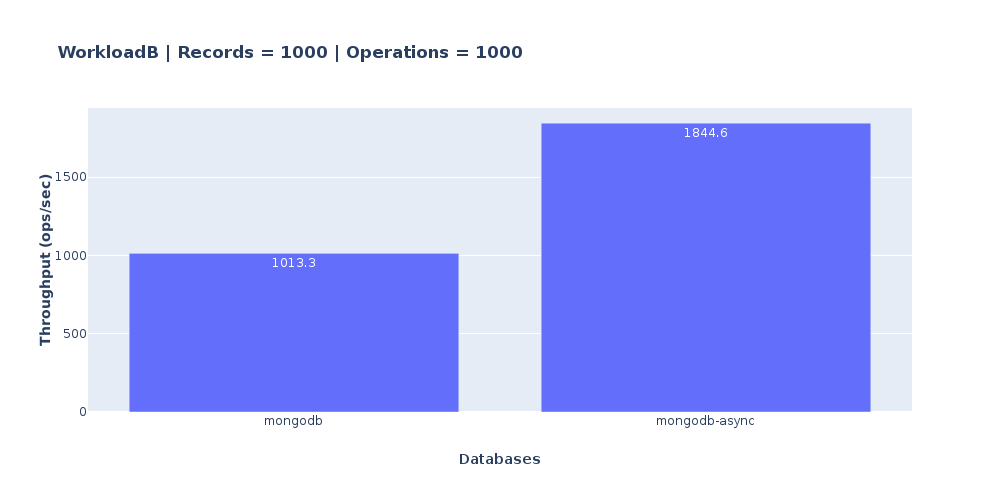 WorkloadB | Records = 1000 | Operations = 1000
Throughput (ops/sec)
1500
1000
500
0
1013.3
1844.6
mongodb
mongodb-async
Databases